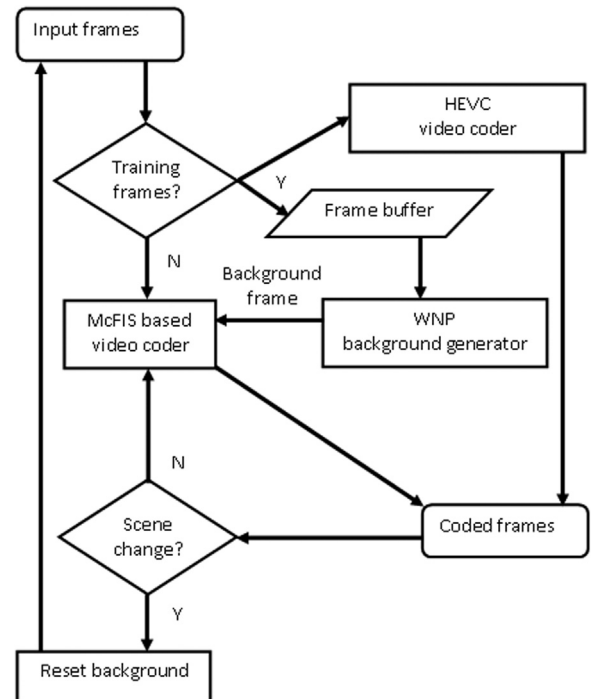 Input frames
HEVC
video coder
Training
frames?
Y
Frame buffer
N
Background
frame
McFIS based
video coder
WNP
background generator
N
Scene
change?
Coded frames
Y
Reset background